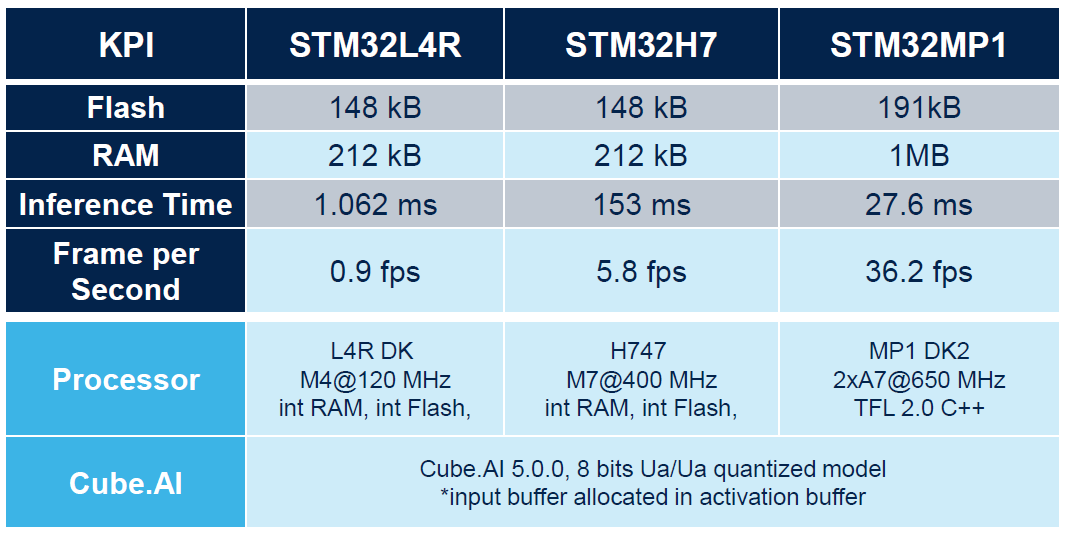 KPI STM32L4R STM32H7 STM32MP1
Flash 148 kB 148 kB 191kB
RAM 212 kB 212 kB 1MB
Inference Time 1.062 ms 153 ms 27.6 ms
Frame per
Second 0.9 fps 5.8 fps 36.2 fps
Processor
L4R DK
M4@120 MHz
int RAM, int Flash,
H747
M7@400 MHz
int RAM, int Flash,
MP1 DK2
2xA7@650 MHz
TFL 2.0 C++
Cube.AI
Cube.AI 5.0.0, 8 bits Ua/Ua quantized model
*input buffer allocated in activation buffer